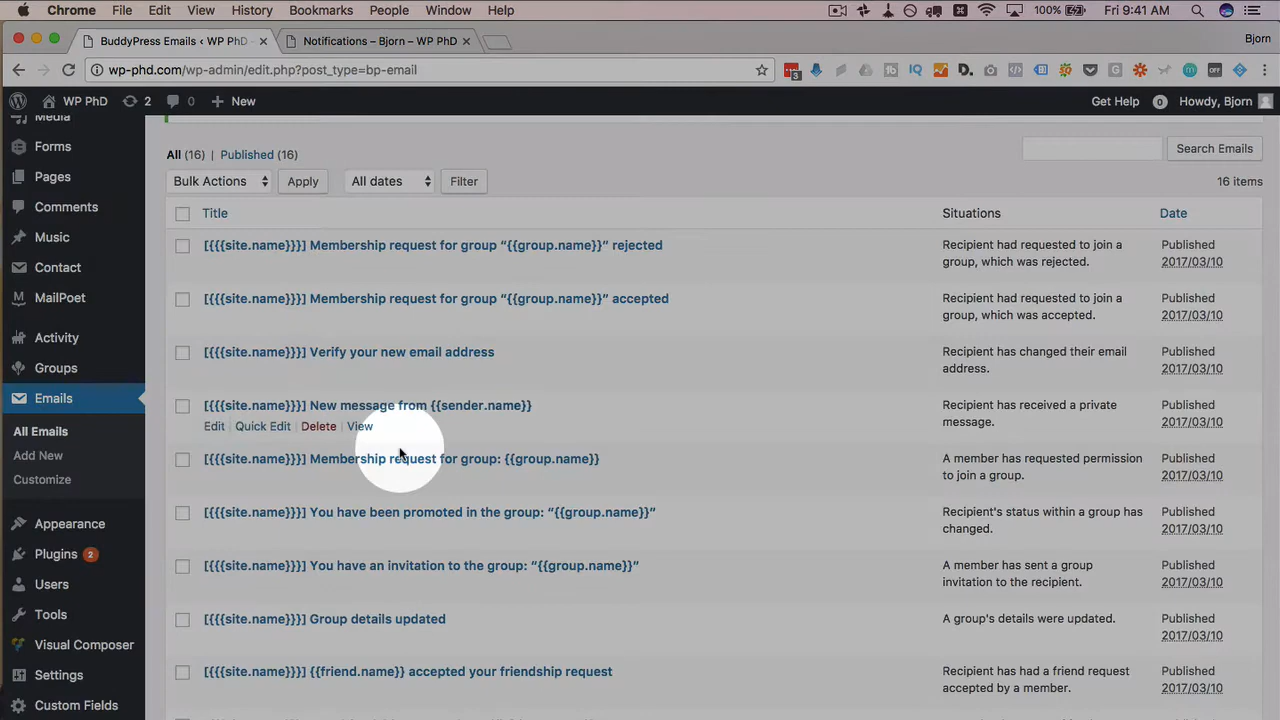 Chrome File Edit View History Bookmarks People Window Help 100% Fri 9:41 AM
BuddyPress Emails ‹ WP PhD - Notifications – Bjorn – WP PhD Bjorn
wp-phd.com/wp-admin/edit.php?post_type=bp-email
WP PhD 2 0 New Get Help 0 Howdy, Bjorn
Media
Forms
Pages
Comments
Music
Contact
MailPoet
Activity
Groups
Emails
All Emails
Add New
Customize
Appearance
Plugins 2
Users
Tools
Visual Composer
Settings
Custom Fields
All (16) | Published (16)
Search Emails
Bulk Actions Apply All dates Filter 16 items
Title Situations Date
[{{{site.name}}}] Membership request for group “{{group.name}}” rejected Recipient had requested to join a Published
group, which was rejected. 2017/03/10
[{{{site.name}}}] Membership request for group “{{group.name}}” accepted Recipient had requested to join a Published
group, which was accepted. 2017/03/10
[{{{site.name}}}] Verify your new email address Recipient has changed their email Published
address. 2017/03/10
[{{{site.name}}}] New message from {{sender.name}} Recipient has received a private Published
Edit | Quick Edit | Delete | View message. 2017/03/10
[{{{site.name}}}] Membership request for group: {{group.name}} A member has requested permission Published
to join a group. 2017/03/10
[{{{site.name}}}] You have been promoted in the group: “{{group.name}}” Recipient's status within a group has Published
changed. 2017/03/10
[{{{site.name}}}] You have an invitation to the group: “{{group.name}}” A member has sent a group Published
invitation to the recipient. 2017/03/10
[{{{site.name}}}] Group details updated A group's details were updated. Published
2017/03/10
[{{{site.name}}}] {{friend.name}} accepted your friendship request Recipient has had a friend request Published
accepted by a member. 2017/03/10